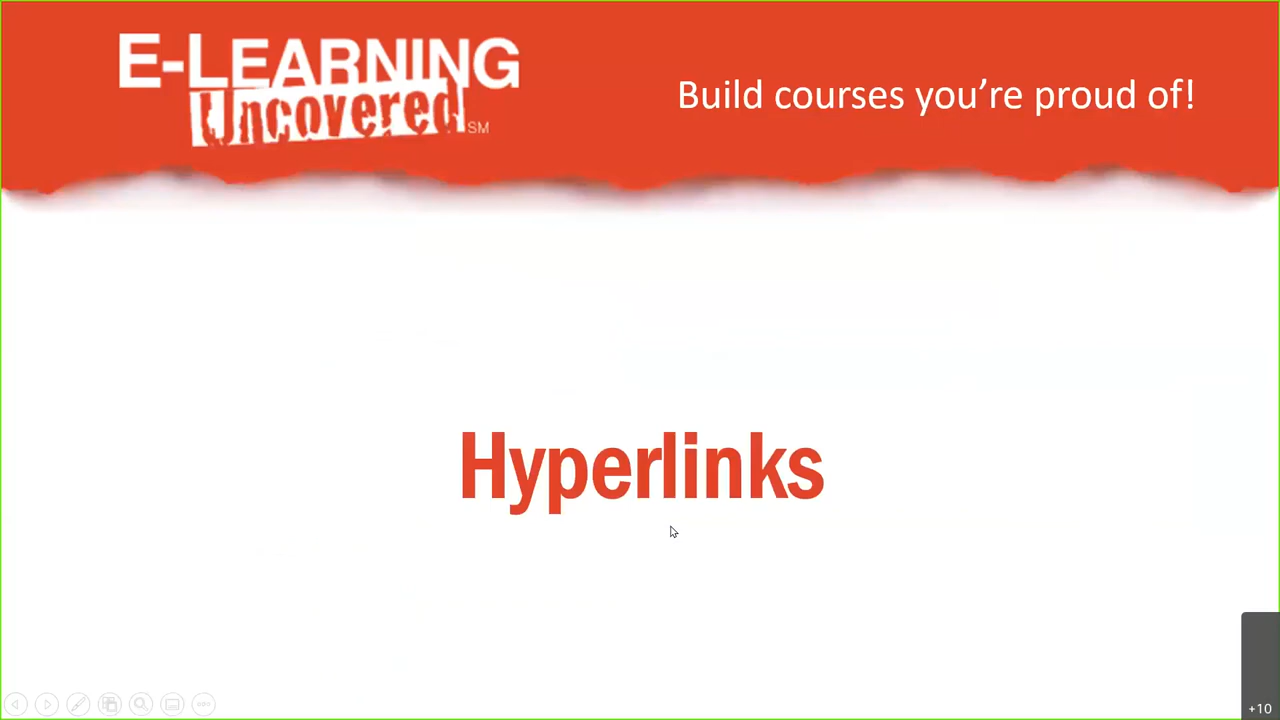 E-LEARNING
Uncovered SM
Build courses you’re proud of!
Hyperlinks
+10